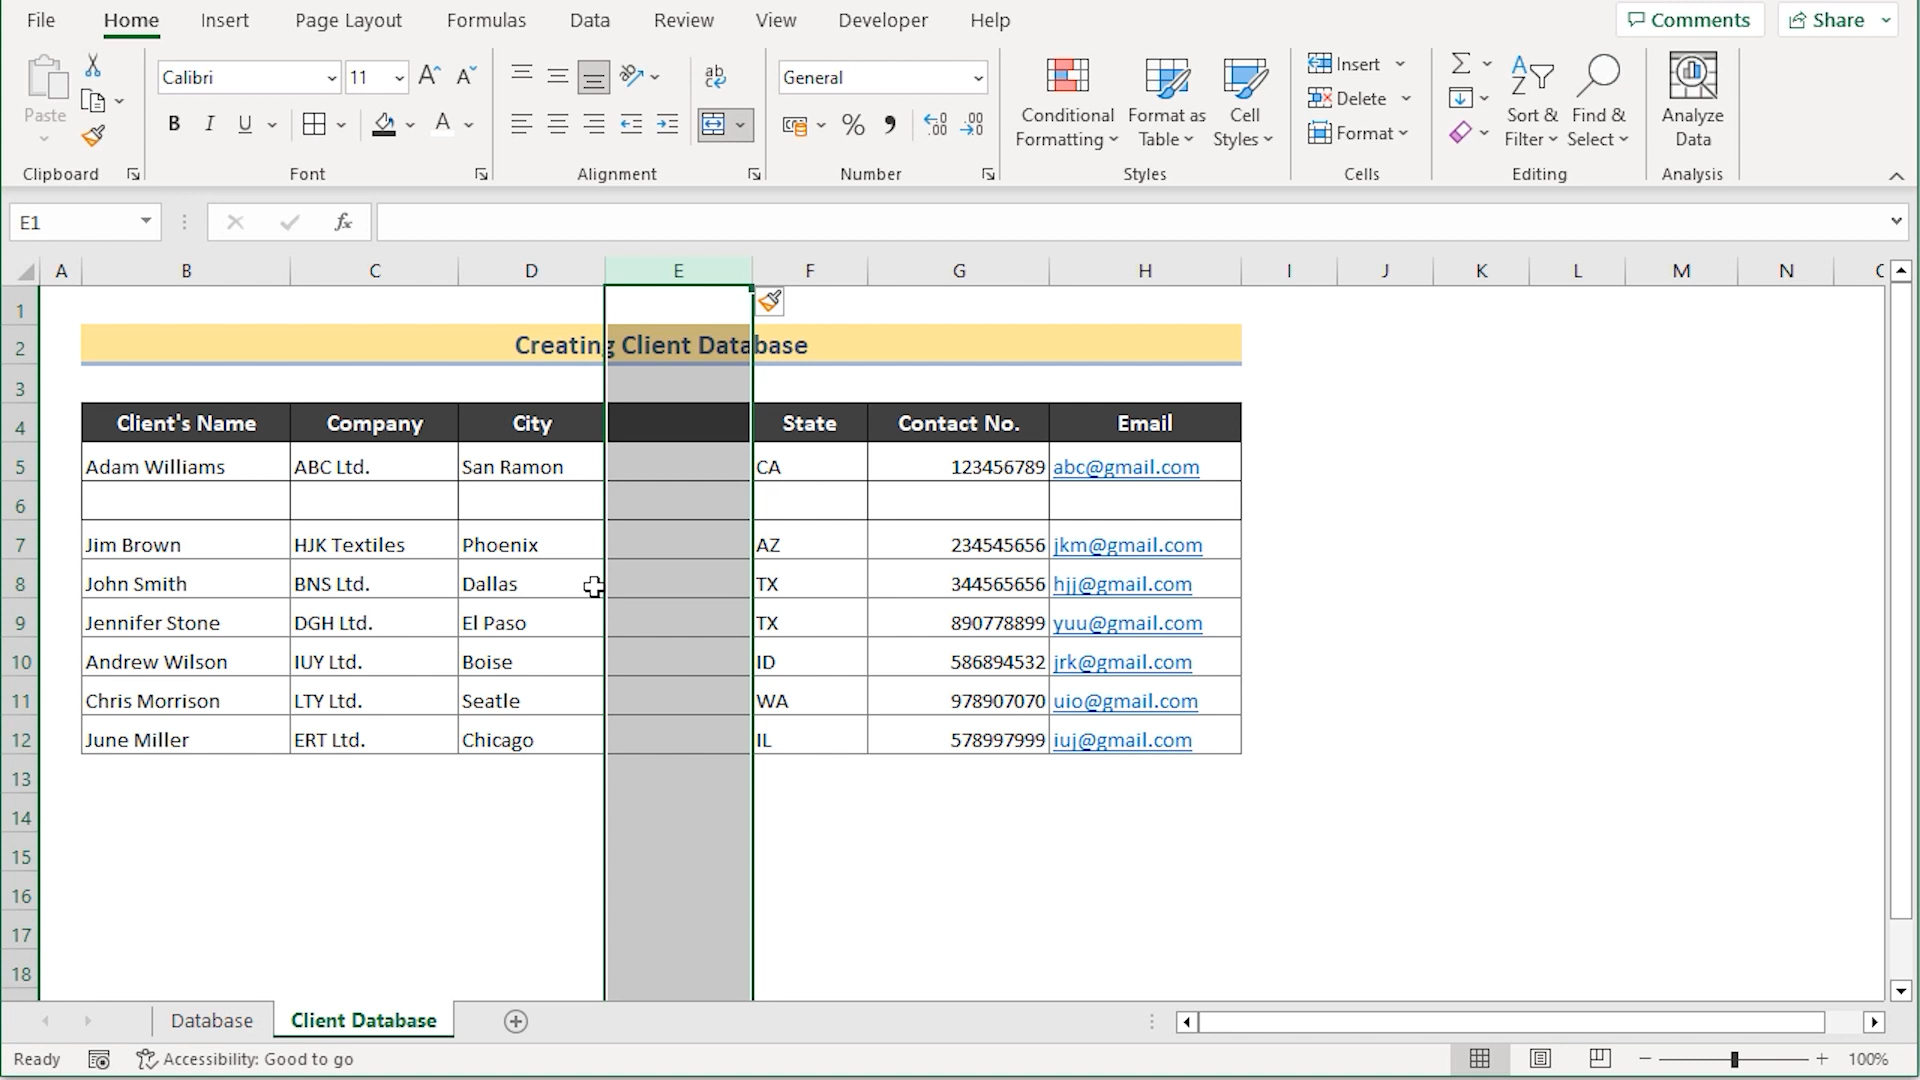 File Home Insert Page Layout Formulas Data Review View Developer Help Comments Share
Paste
Calibri 11
B I U A
ab
General
% ,
Conditional Formatting
Format as Table
Cell Styles
Insert
Delete
Format
Sort & Filter
Find & Select
Analyze Data
Clipboard Font Alignment Number Styles Cells Editing Analysis
E1 fx
A B C D E F G H I J K L M N
1
2 Creating Client Database
3
4 Client's Name Company City State Contact No. Email
5 Adam Williams ABC Ltd. San Ramon CA 123456789 abc@gmail.com
6
7 Jim Brown HJK Textiles Phoenix AZ 234545656 jkm@gmail.com
8 John Smith BNS Ltd. Dallas TX 344565656 hjj@gmail.com
9 Jennifer Stone DGH Ltd. El Paso TX 890778899 yuu@gmail.com
10 Andrew Wilson IUY Ltd. Boise ID 586894532 jrk@gmail.com
11 Chris Morrison LTY Ltd. Seatle WA 978907070 uio@gmail.com
12 June Miller ERT Ltd. Chicago IL 578997999 iuj@gmail.com
13
14
15
16
17
18
Database Client Database
Ready Accessibility: Good to go 100%